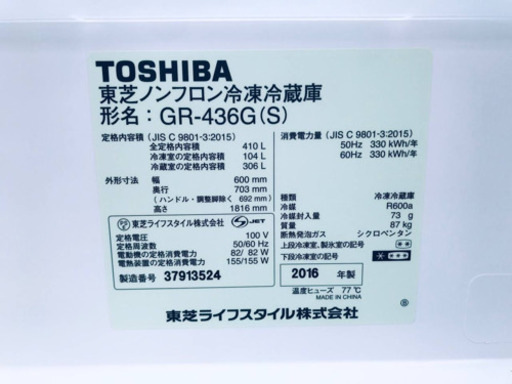 TOSHIBA
東芝ノンフロン冷凍冷蔵庫
形名：GR-436G(S)
定格内容積 (JIS C 9801-3:2015)
全定格内容積 410 L
冷凍室の定格内容積 104 L
冷蔵室の定格内容積 306 L
外形寸法 幅 600 mm
奥行 703 mm
(ハンドル・調整脚除く 692 mm)
高さ 1816 mm
東芝ライフスタイル株式会社 S-JET
定格電圧 100 V
定格周波数 50/60 Hz
電動機の定格消費電力 82/ 82 W
電熱装置の定格消費電力 155/155 W
製造番号 37913524
消費電力量 (JIS C 9801-3:2015)
50Hz 330 kWh/年
60Hz 330 kWh/年
種類 冷凍冷蔵庫
冷媒 R600a
冷媒封入量 73 g
質量 87 kg
断熱発泡ガス シクロペンタン
上段冷凍室、製氷室の記号
下段冷凍室の記号
2016 年製
温度ヒューズ 77℃
MADE IN CHINA
東芝ライフスタイル株式会社